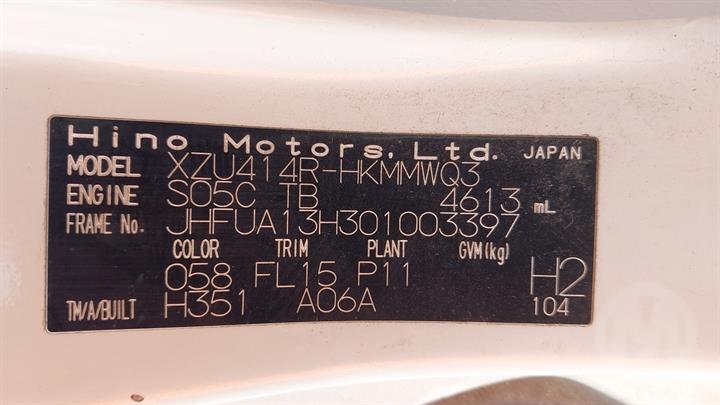 Hino Motors, Ltd. JAPAN
MODEL XZU414R-HKMMWQ3
ENGINE S05C TB 4613 mL
FRAME No. JHFUA13H301003397
COLOR TRIM PLANT GVM(kg)
058 FL15 P11 H2
TM/A/BUILT H351 A06A 104